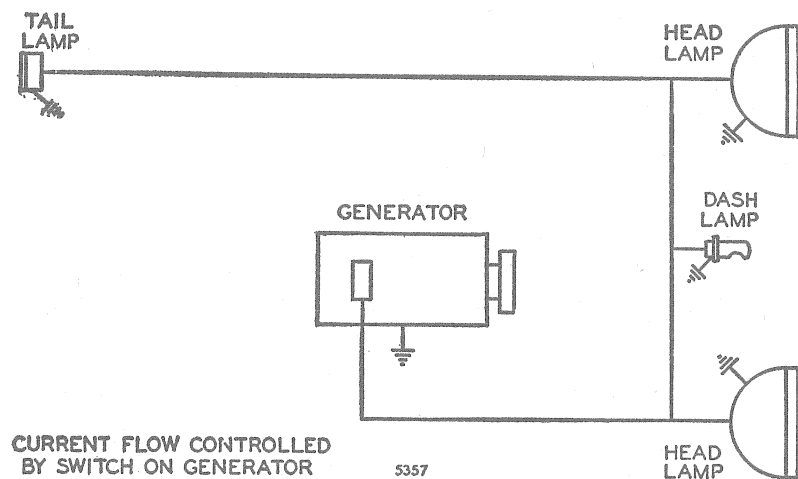 TAIL
LAMP
HEAD
LAMP
DASH
LAMP
GENERATOR
CURRENT FLOW CONTROLLED
BY SWITCH ON GENERATOR
5357
HEAD
LAMP